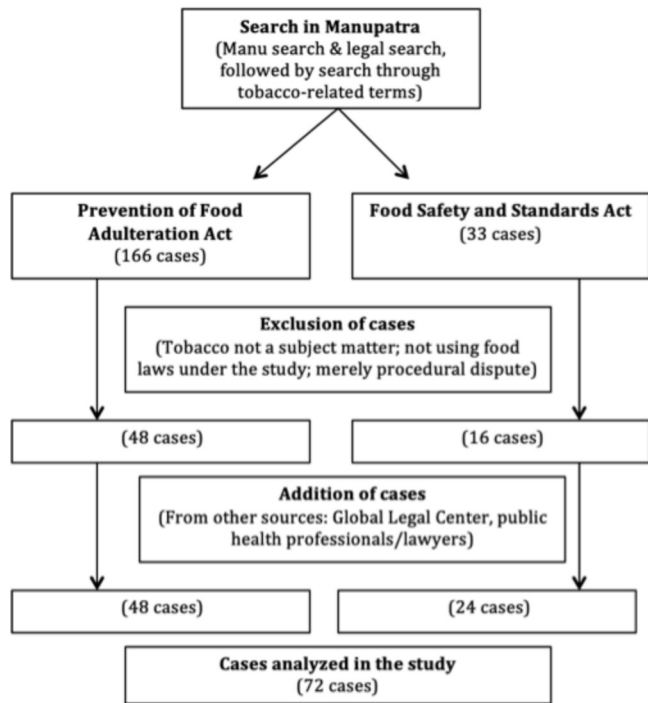 Search in Manupatra
(Manu search & legal search,
followed by search through
tobacco-related terms)
Prevention of Food
Adulteration Act
(166 cases)
Food Safety and Standards Act
(33 cases)
Exclusion of cases
(Tobacco not a subject matter; not using food
laws under the study; merely procedural dispute)
(48 cases)
(16 cases)
Addition of cases
(From other sources: Global Legal Center, public
health professionals/lawyers)
(48 cases)
(24 cases)
Cases analyzed in the study
(72 cases)